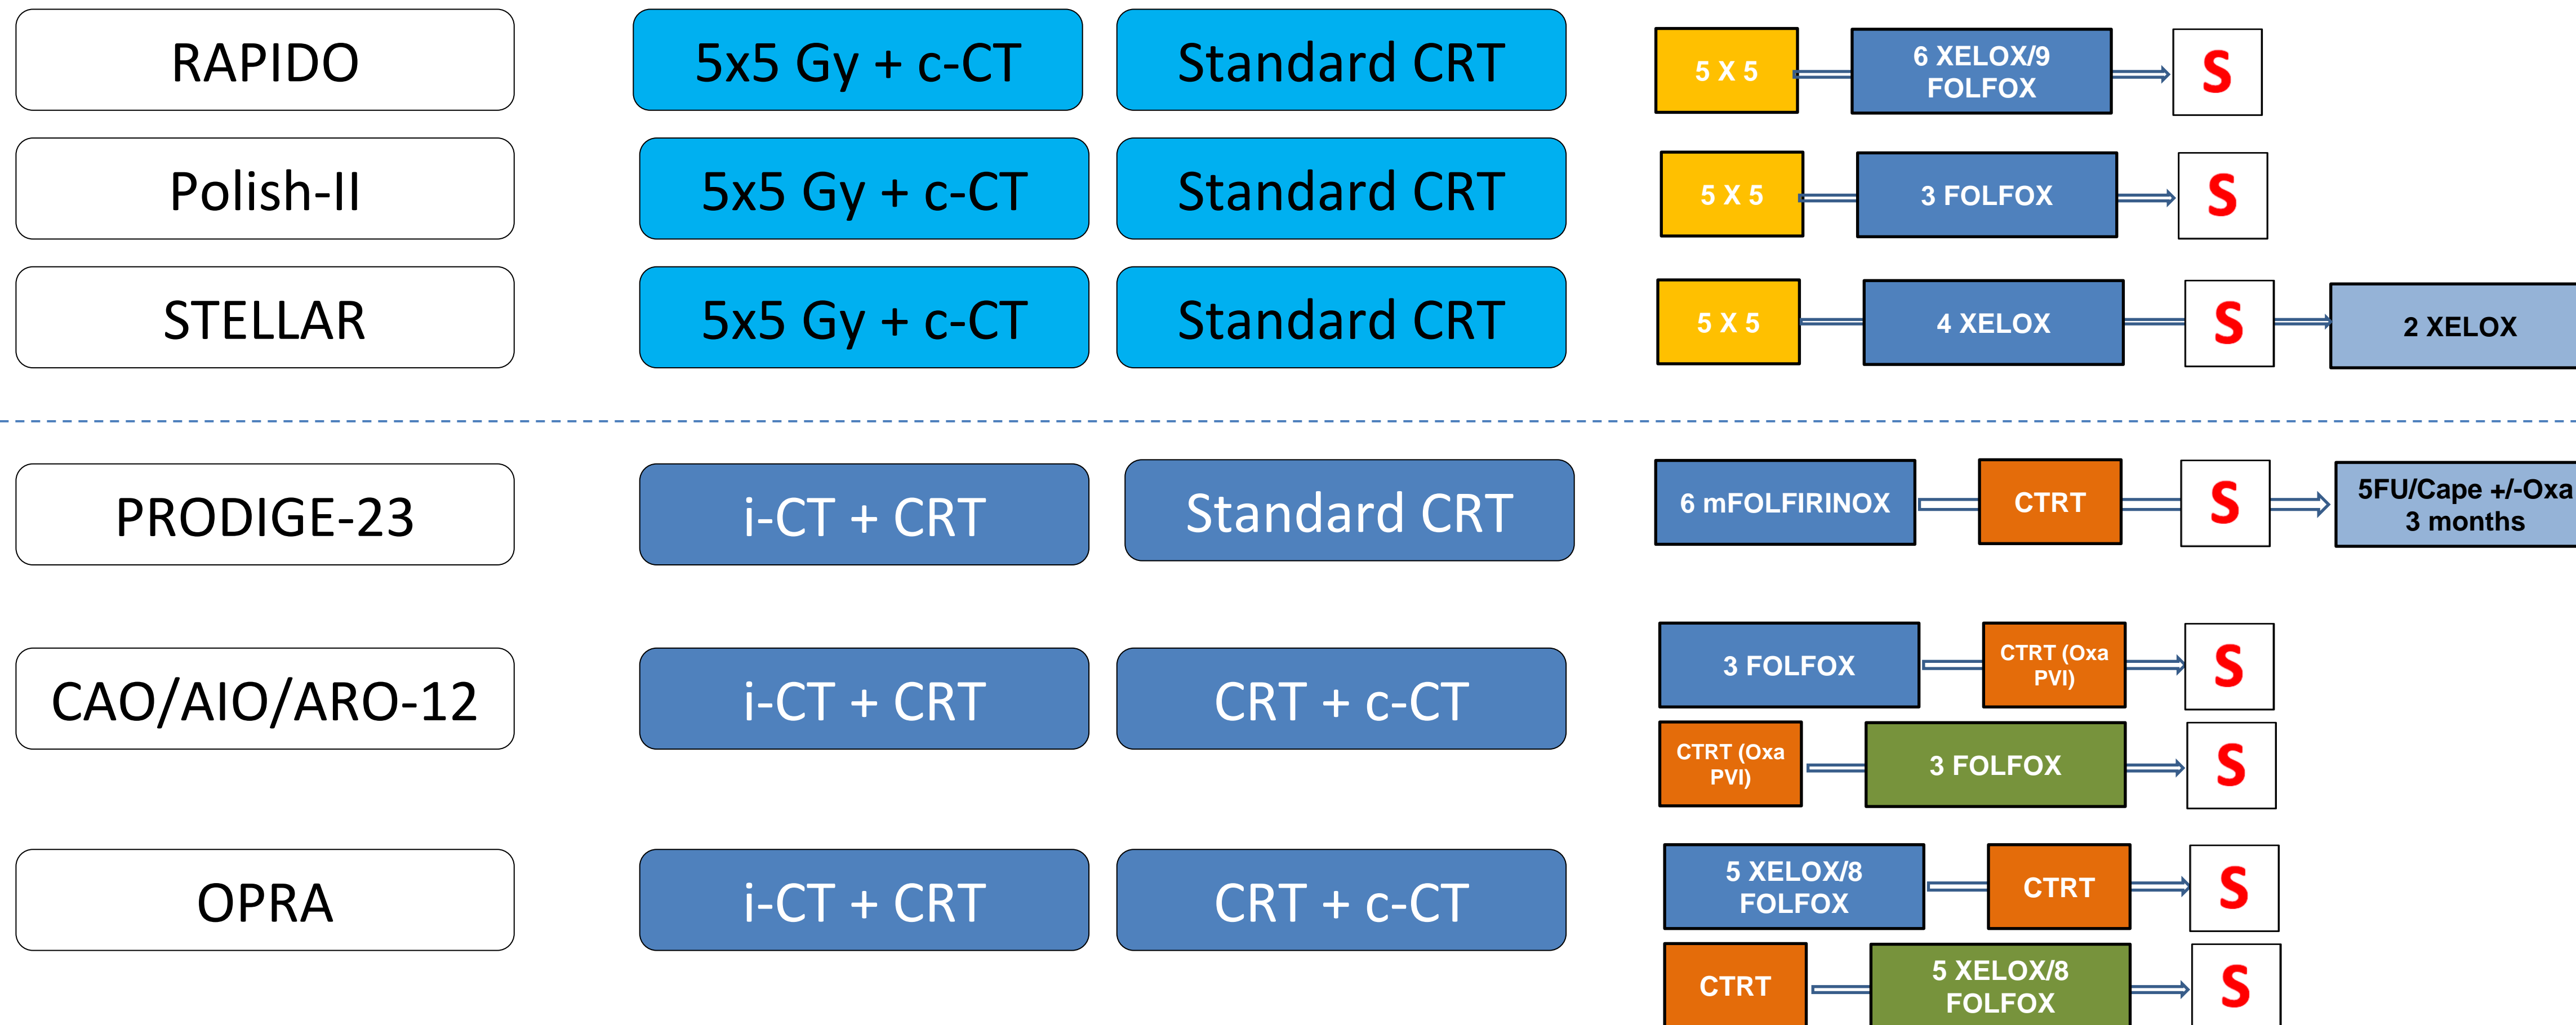 RAPIDO
5x5 Gy + c-CT
Standard CRT
5 X 5
6 XELOX/9
FOLFOX
S
Polish-II
5x5 Gy + c-CT
Standard CRT
5 X 5
3 FOLFOX
S
STELLAR
5x5 Gy + c-CT
Standard CRT
5 X 5
4 XELOX
S
2 XELOX
PRODIGE-23
i-CT + CRT
Standard CRT
6 mFOLFIRINOX
CTRT
S
5FU/Cape +/-Oxa
3 months
CAO/AIO/ARO-12
i-CT + CRT
CRT + c-CT
3 FOLFOX
CTRT (Oxa
PVI)
S
CTRT (Oxa
PVI)
3 FOLFOX
S
OPRA
i-CT + CRT
CRT + c-CT
5 XELOX/8
FOLFOX
CTRT
S
CTRT
5 XELOX/8
FOLFOX
S